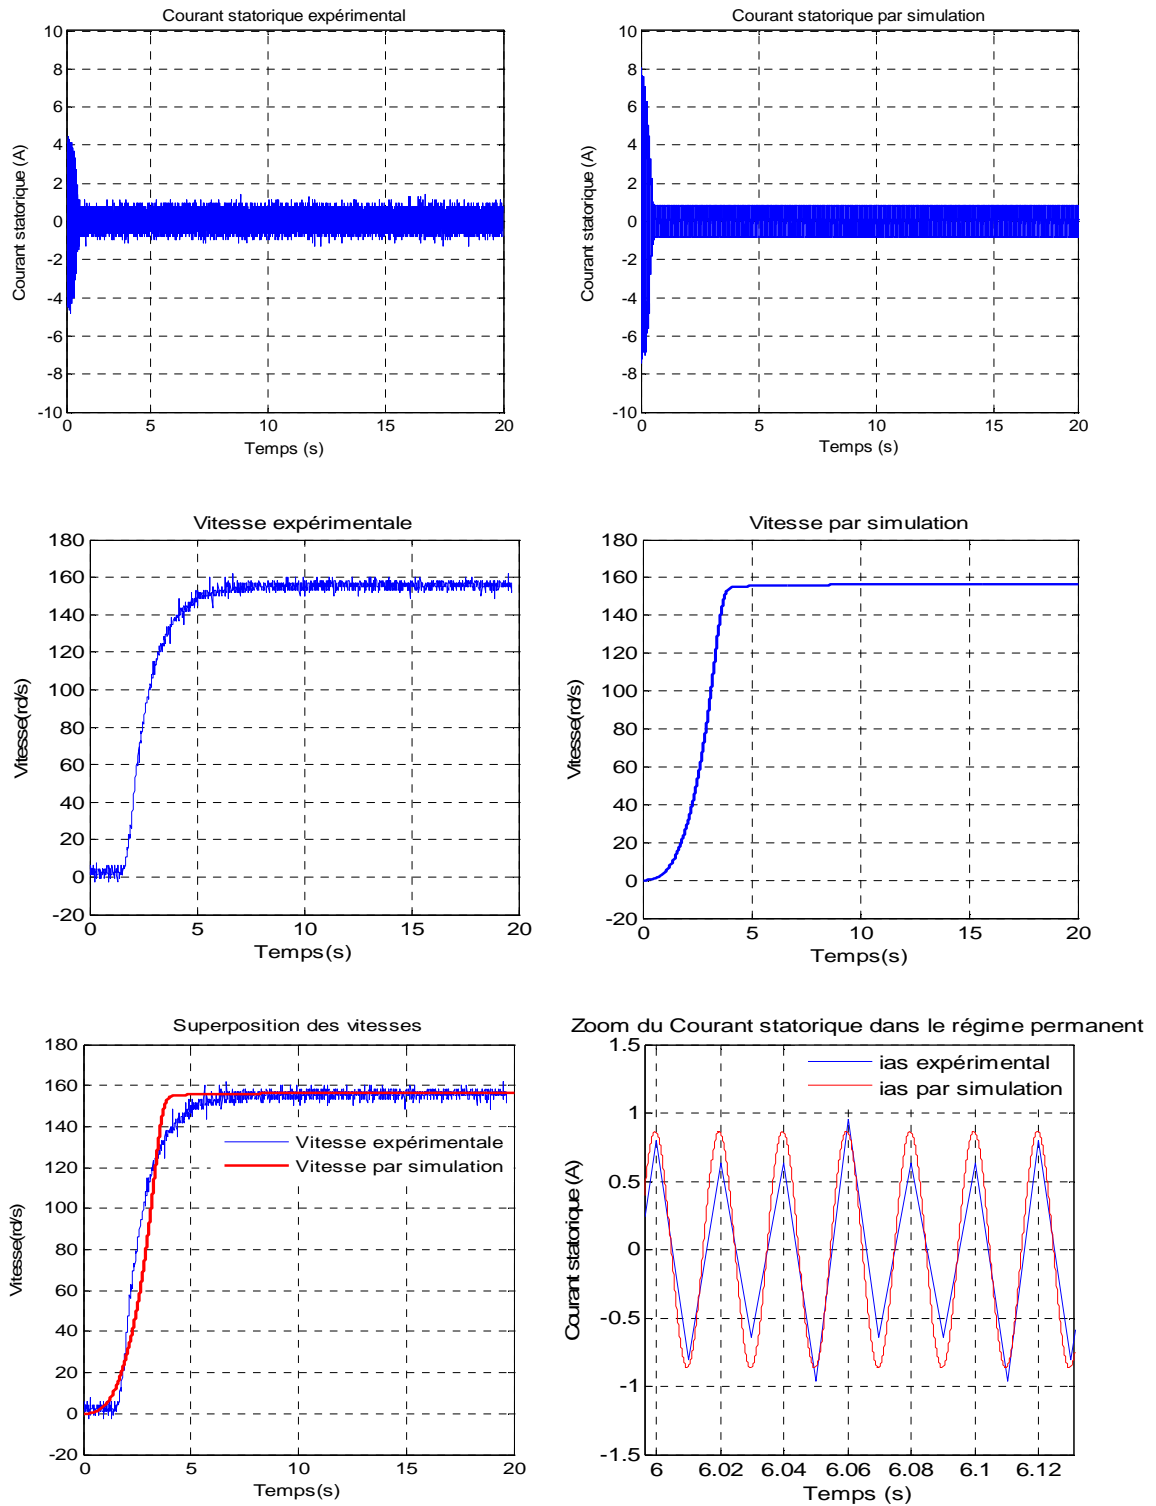 Courant statorique expérimental
10
8
6
4
2
0
-2
-4
-6
-8
-10
Courant statorique (A)
0 5 10 15 20
Temps (s)
Courant statorique par simulation
10
8
6
4
2
0
-2
-4
-6
-8
-10
Courant statorique (A)
0 5 10 15 20
Temps (s)
Vitesse expérimentale
180
160
140
120
100
80
60
40
20
0
-20
Vitesse(rd/s)
0 5 10 15 20
Temps(s)
Vitesse par simulation
180
160
140
120
100
80
60
40
20
0
-20
Vitesse(rd/s)
0 5 10 15 20
Temps(s)
Superposition des vitesses
180
160
140
120
100
80
60
40
20
0
-20
Vitesse(rd/s)
Vitesse expérimentale
Vitesse par simulation
0 5 10 15 20
Temps(s)
Zoom du Courant statorique dans le régime permanent
1.5
1
0.5
0
-0.5
-1
-1.5
Courant statorique (A)
ias expérimental
ias par simulation
6 6.02 6.04 6.06 6.08 6.1 6.12
Temps (s)